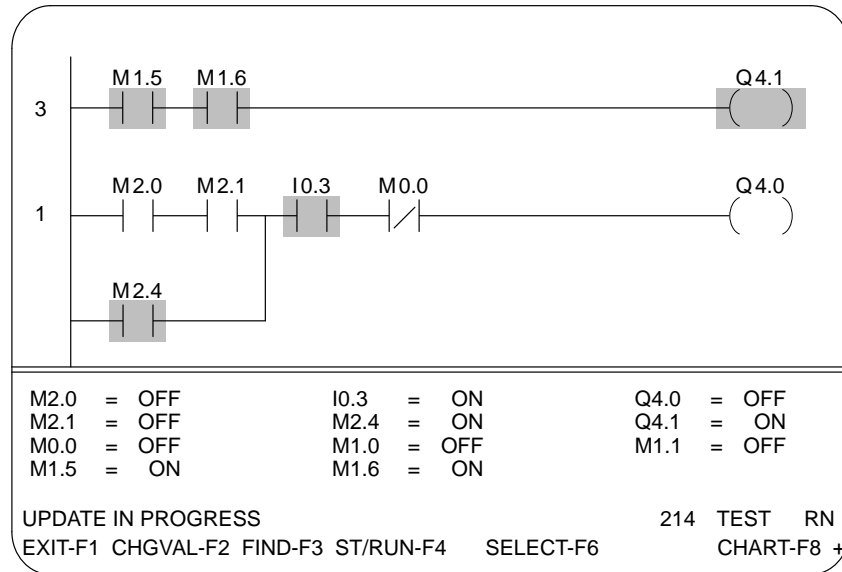 M1.5 M1.6 Q4.1
3
M2.0 M2.1 I0.3 M0.0 Q4.0
1
M2.4
M2.0 = OFF I0.3 = ON Q4.0 = OFF
M2.1 = OFF M2.4 = ON Q4.1 = ON
M0.0 = OFF M1.0 = OFF M1.1 = OFF
M1.5 = ON M1.6 = ON
UPDATE IN PROGRESS 214 TEST RN
EXIT-F1 CHGVAL-F2 FIND-F3 ST/RUN-F4 SELECT-F6 CHART-F8 +